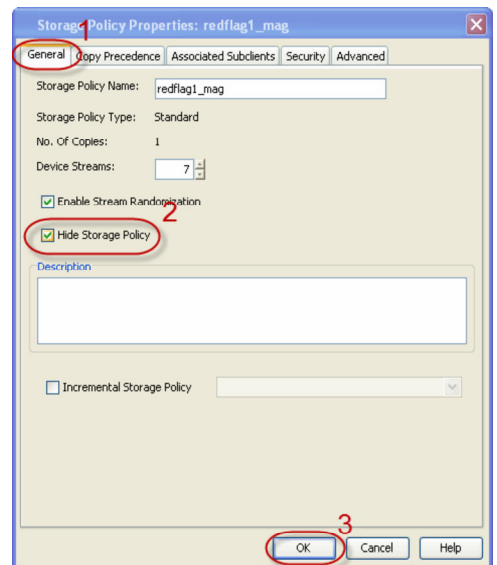 Storage Policy Properties: redflag1_mag
1
General Copy Precedence Associated Subclients Security Advanced
Storage Policy Name: redflag1_mag
Storage Policy Type: Standard
No. Of Copies: 1
Device Streams: 7
Enable Stream Randomization
2
Hide Storage Policy
Description
Incremental Storage Policy
3
OK Cancel Help